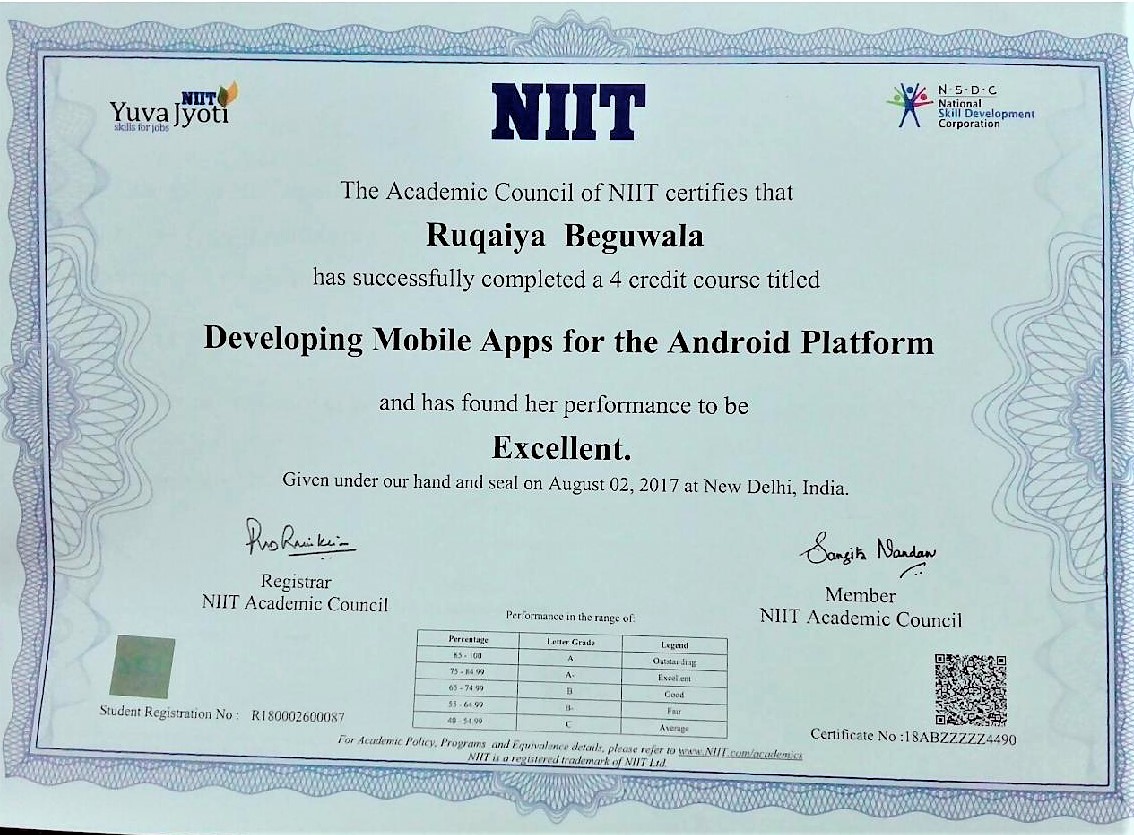 NIIT
Yuva Jyoti
skills for jobs
NIIT
N·S·D·C
National
Skill Development
Corporation
The Academic Council of NIIT certifies that
Ruqaiya Beguwala
has successfully completed a 4 credit course titled
Developing Mobile Apps for the Android Platform
and has found her performance to be
Excellent.
Given under our hand and seal on August 02, 2017 at New Delhi, India.
Sangita Nandan
Registrar
NIIT Academic Council
Member
NIIT Academic Council
Performance in the range of:
Percentage Letter Grade Legend
85 - 100 A Outstanding
75 - 84.99 A- Excellent
65 - 74.99 B Good
55 - 64.99 B- Fair
48 - 54.99 C Average
Student Registration No : R180002600087
Certificate No :18ABZZZZZ4490
For Academic Policy, Programs and Equivalence details, please refer to www.NIIT.com/academics
NIIT is a registered trademark of NIIT Ltd.